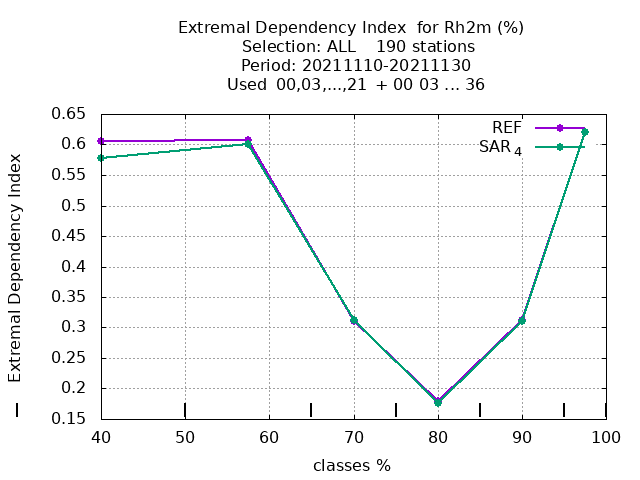 Extremal Dependency Index  for Rh2m (%)
Selection: ALL    190 stations
Period: 20211110-20211130
Used  00,03,...,21  + 00 03 ... 36
REF
SAR 4
0.65
0.6
0.55
0.5
0.45
0.4
0.35
0.3
0.25
0.2
0.15
Extremal Dependency Index
40 50 60 70 80 90 100
classes %